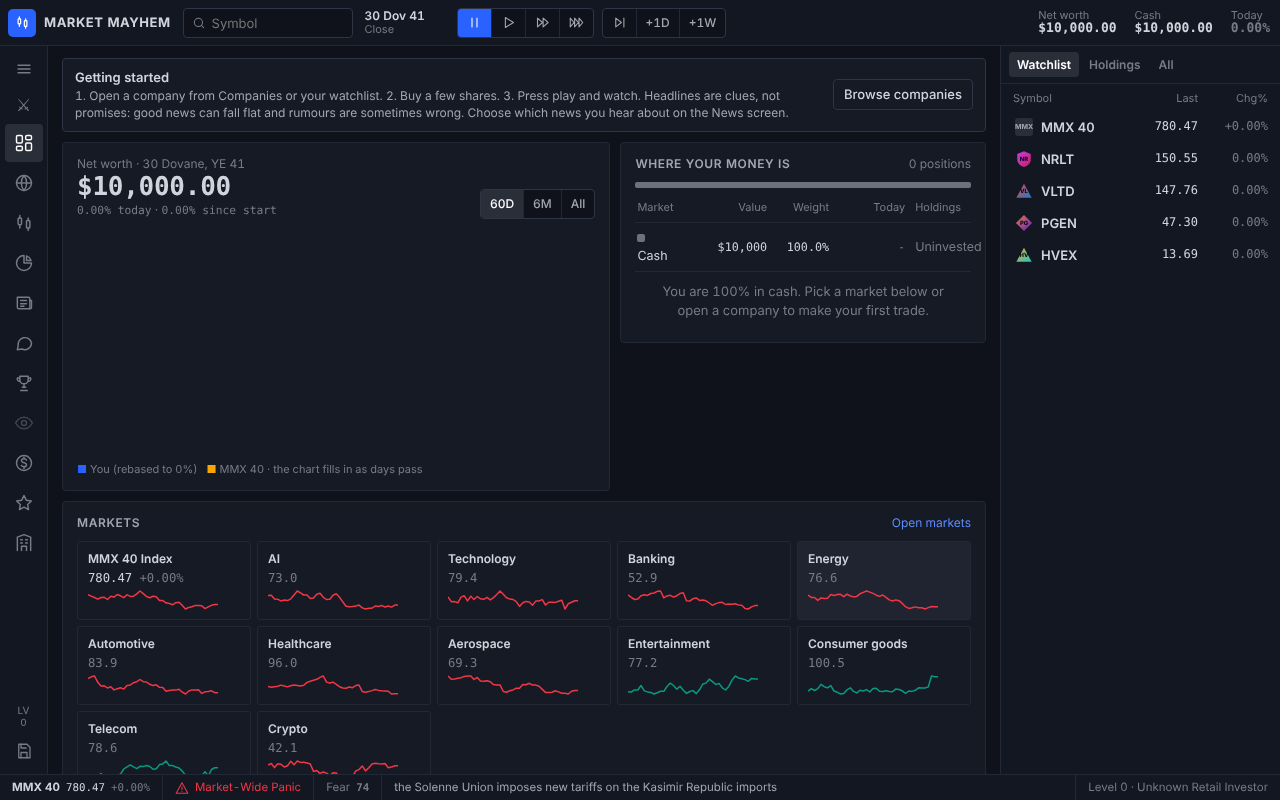 MARKET MAYHEM
Symbol
30 Dov 41
Close
+1D
+1W
Net worth
$10,000.00
Cash
$10,000.00
Today
0.00%
Getting started
1. Open a company from Companies or your watchlist. 2. Buy a few shares. 3. Press play and watch. Headlines are clues, not
promises: good news can fall flat and rumours are sometimes wrong. Choose which news you hear about on the News screen.
Browse companies
Net worth · 30 Dovane, YE 41
$10,000.00
0.00% today · 0.00% since start
60D
6M
All
You (rebased to 0%)
MMX 40 · the chart fills in as days pass
WHERE YOUR MONEY IS
0 positions
Market Value Weight Today Holdings
Cash $10,000 100.0% - Uninvested
You are 100% in cash. Pick a market below or
open a company to make your first trade.
MARKETS
Open markets
MMX 40 Index
780.47 +0.00%
AI
73.0
Technology
79.4
Banking
52.9
Energy
76.6
Automotive
83.9
Healthcare
96.0
Aerospace
69.3
Entertainment
77.2
Consumer goods
100.5
Telecom
78.6
Crypto
42.1
Watchlist
Holdings
All
Symbol Last Chg%
MMX MMX 40 780.47 +0.00%
NRLT 150.55 0.00%
VLTD 147.76 0.00%
PGEN 47.30 0.00%
HVEX 13.69 0.00%
LV
0
MMX 40 780.47 +0.00%
Market-Wide Panic
Fear 74
the Solenne Union imposes new tariffs on the Kasimir Republic imports
Level 0 · Unknown Retail Investor